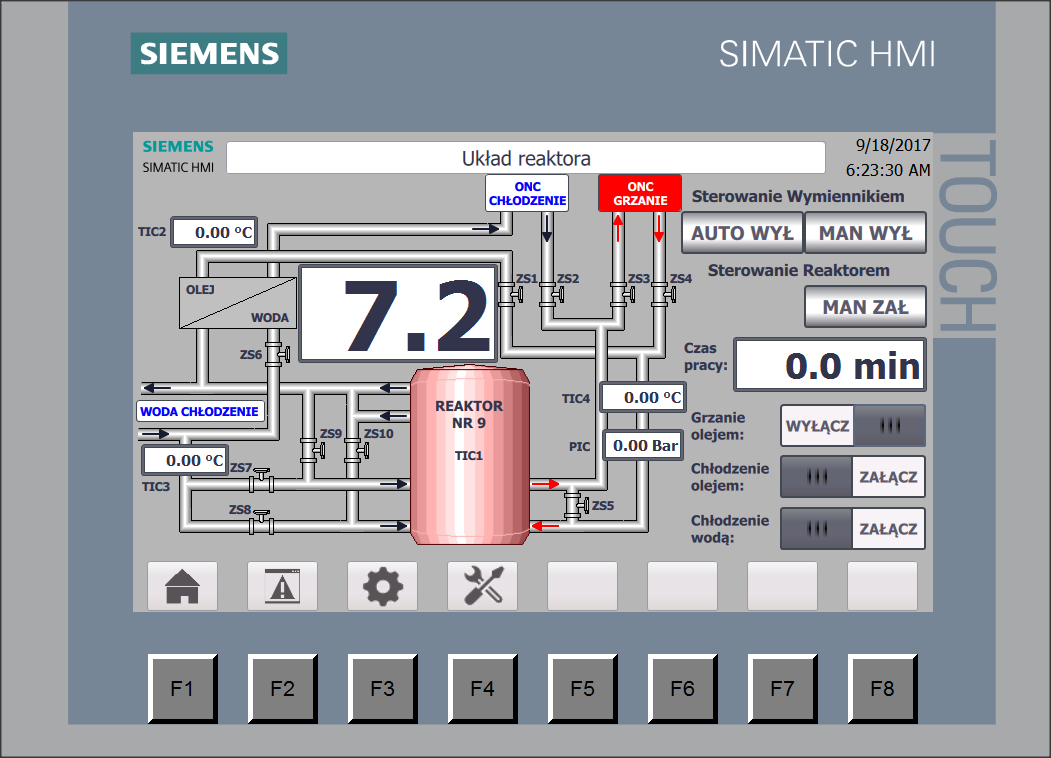 SIEMENS
SIMATIC HMI
SIEMENS
SIMATIC HMI
Układ reaktora
9/18/2017
6:23:30 AM
TOUCH
ONC
CHŁODZENIE
ONC
GRZANIE
Sterowanie Wymiennikiem
AUTO WYŁ
MAN WYŁ
Sterowanie Reaktorem
MAN ZAŁ
TIC2
0.00 °C
OLEJ
WODA
7.2
ZS1
ZS2
ZS3
ZS4
ZS6
Czas
pracy:
0.0 min
WODA CHŁODZENIE
REAKTOR
NR 9
TIC1
TIC4
0.00 °C
PIC
0.00 Bar
Grzanie
olejem:
WYŁĄCZ
ZS9
ZS10
0.00 °C
TIC3
ZS7
ZS8
ZS5
Chłodzenie
olejem:
ZAŁĄCZ
Chłodzenie
wodą:
ZAŁĄCZ
F1
F2
F3
F4
F5
F6
F7
F8